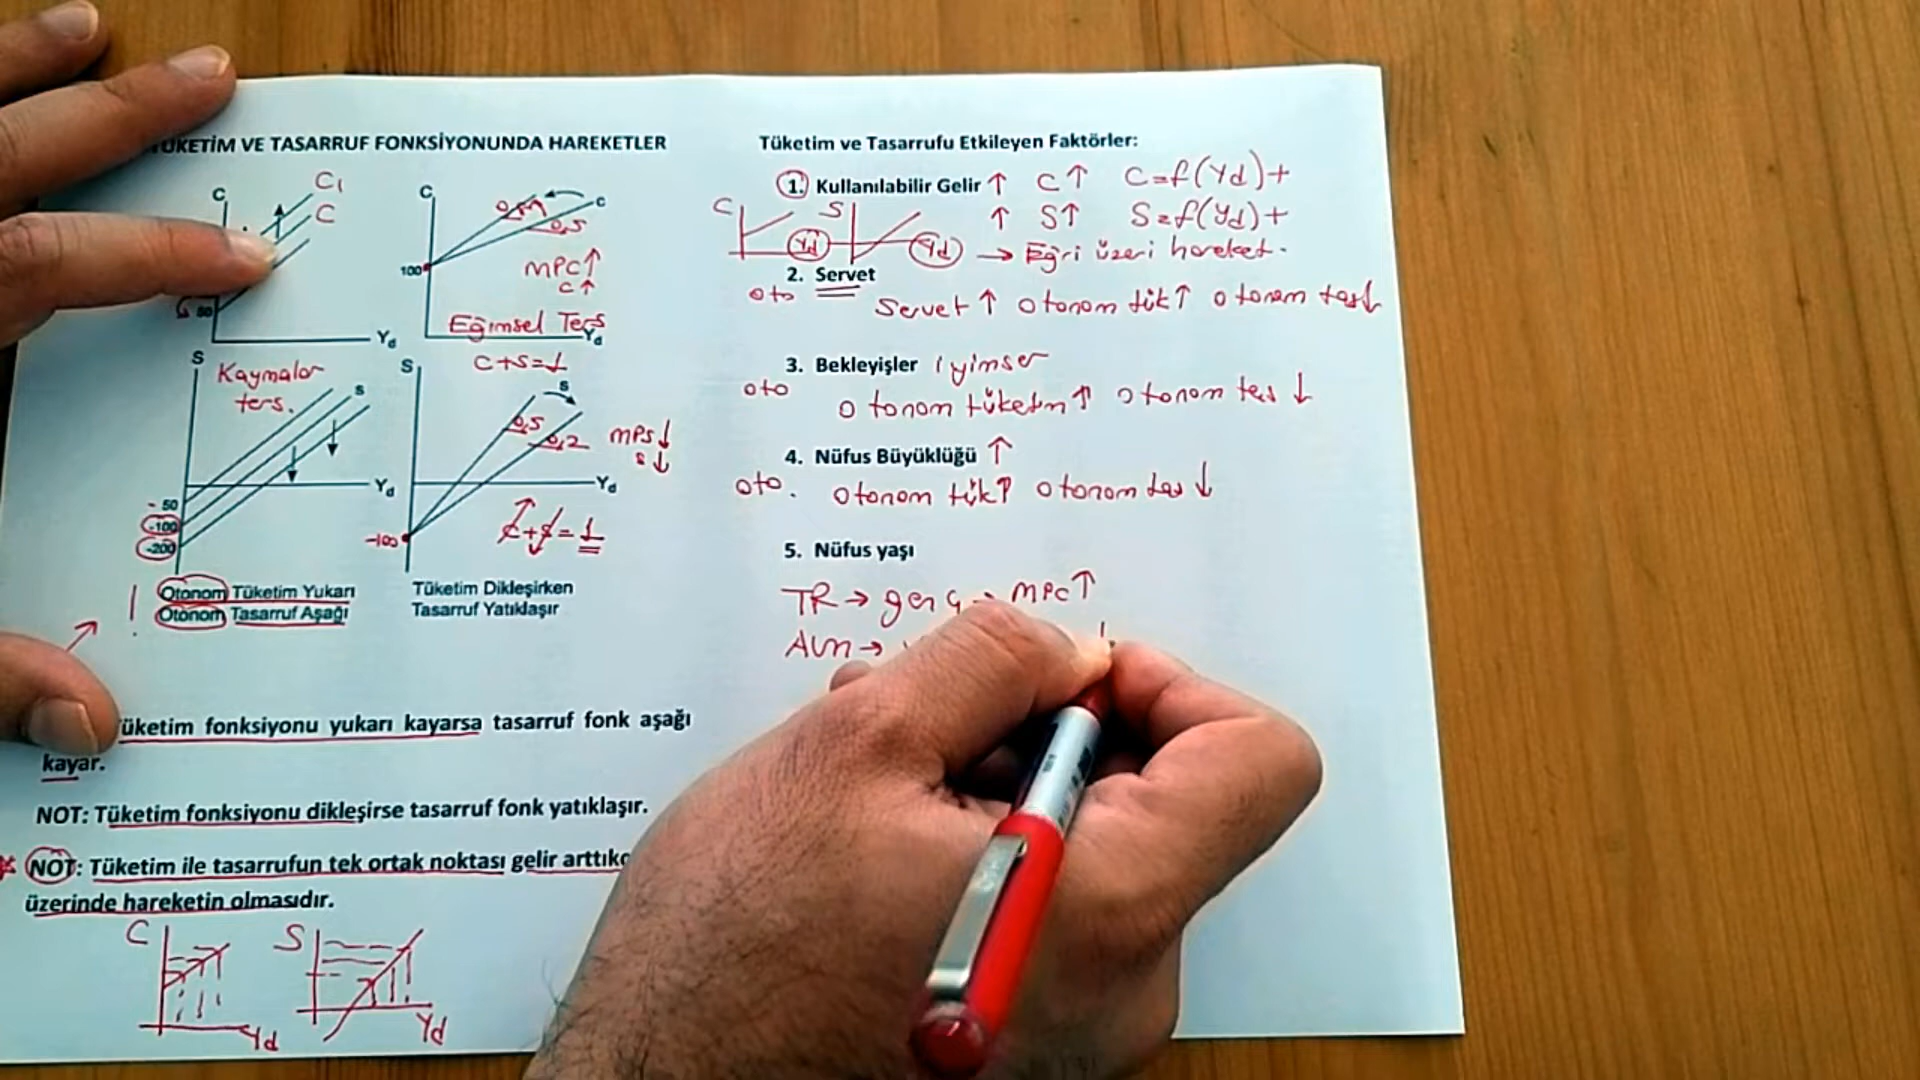 TÜKETİM VE TASARRUF FONKSİYONUNDA HAREKETLER
C
C₁
C
50
Yd
C
c
0,5
100
MPC↑
C↑
Eğimsel Ters
Yd
S
Kaymalar
ters.
s
Yd
- 50
-100
-200
C+S=1
S
s
0,5
0,2
MPS↓
s↓
Yd
-100
c+s=1
! Otonom Tüketim Yukarı
Otonom Tasarruf Aşağı
Tüketim Dikleşirken
Tasarruf Yatıklaşır
üketim fonksiyonu yukarı kayarsa tasarruf fonk aşağı
kayar.
NOT: Tüketim fonksiyonu dikleşirse tasarruf fonk yatıklaşır.
NOT: Tüketim ile tasarrufun tek ortak noktası gelir
üzerinde hareketin olmasıdır.
C
Yd
S
Yd
Tüketim ve Tasarrufu Etkileyen Faktörler:
1. Kullanılabilir Gelir ↑ C↑ C=f(Yd)+
↑ S↑ S=f(Yd)+
C
Yd
S
Yd
→ Eğri üzeri hareket.
2. Servet
oto
Servet ↑ Otonom tük↑ otonom tas↓
3. Bekleyişler iyimser
oto
otonom tüketim↑ otonom tas ↓
4. Nüfus Büyüklüğü ↑
oto.
otonom tük↑ otonom tas ↓
5. Nüfus yaşı
TR → genç → MPC↑
Alm →